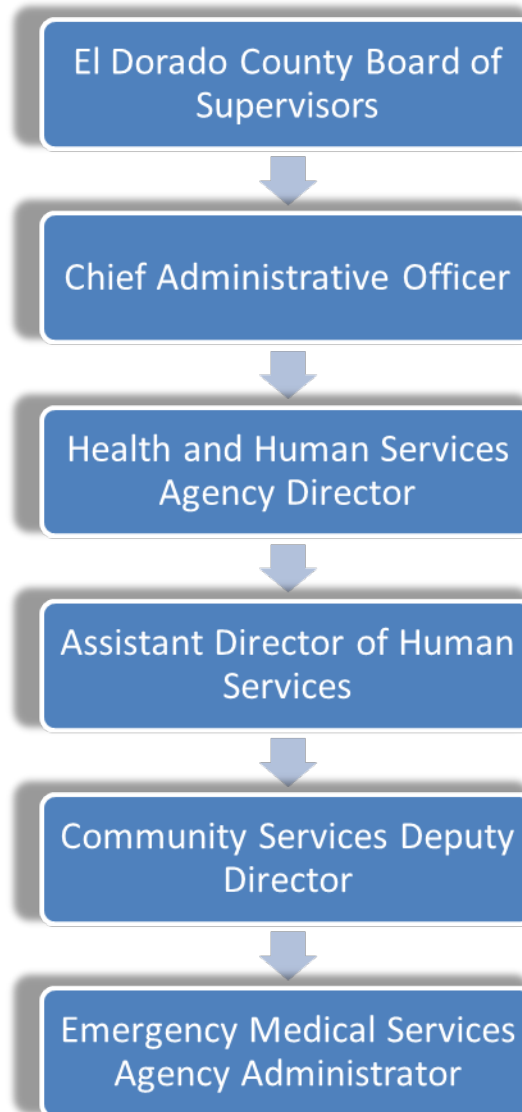 El Dorado County Board of
Supervisors
Chief Administrative Officer
Health and Human Services
Agency Director
Assistant Director of Human
Services
Community Services Deputy
Director
Emergency Medical Services
Agency Administrator